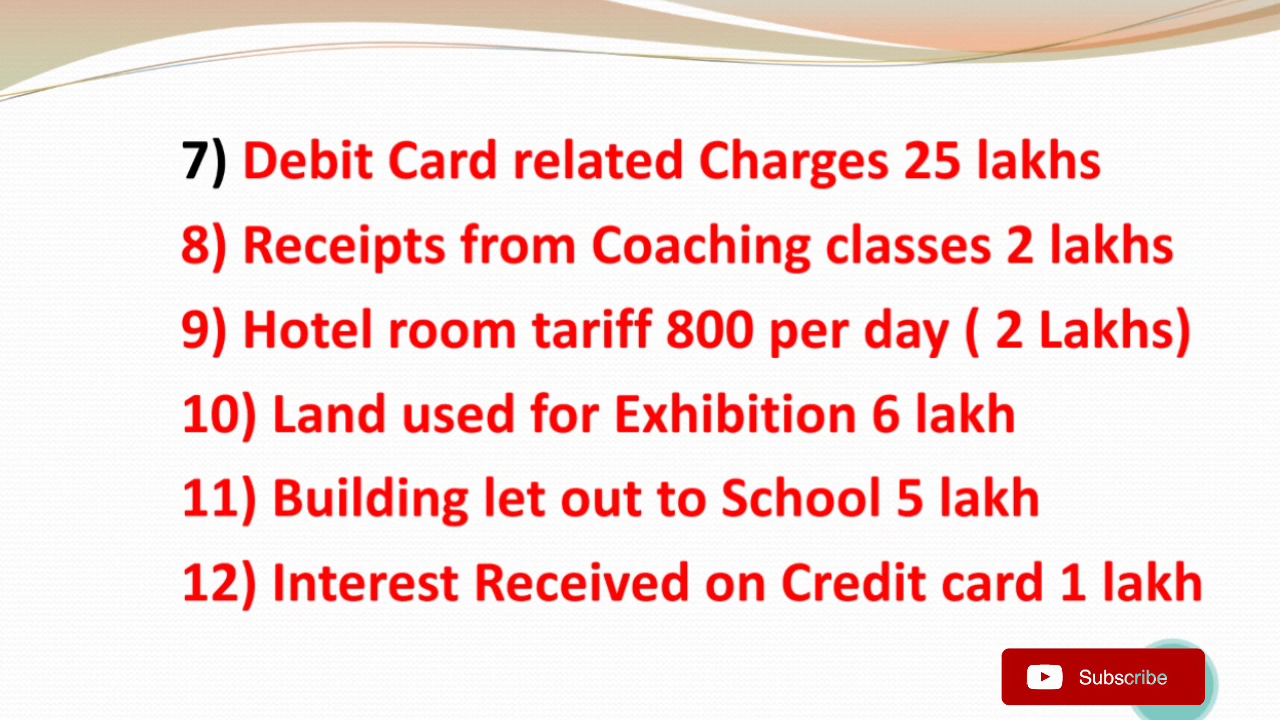 7) Debit Card related Charges 25 lakhs
8) Receipts from Coaching classes 2 lakhs
9) Hotel room tariff 800 per day ( 2 Lakhs)
10) Land used for Exhibition 6 lakh
11) Building let out to School 5 lakh
12) Interest Received on Credit card 1 lakh
Subscribe